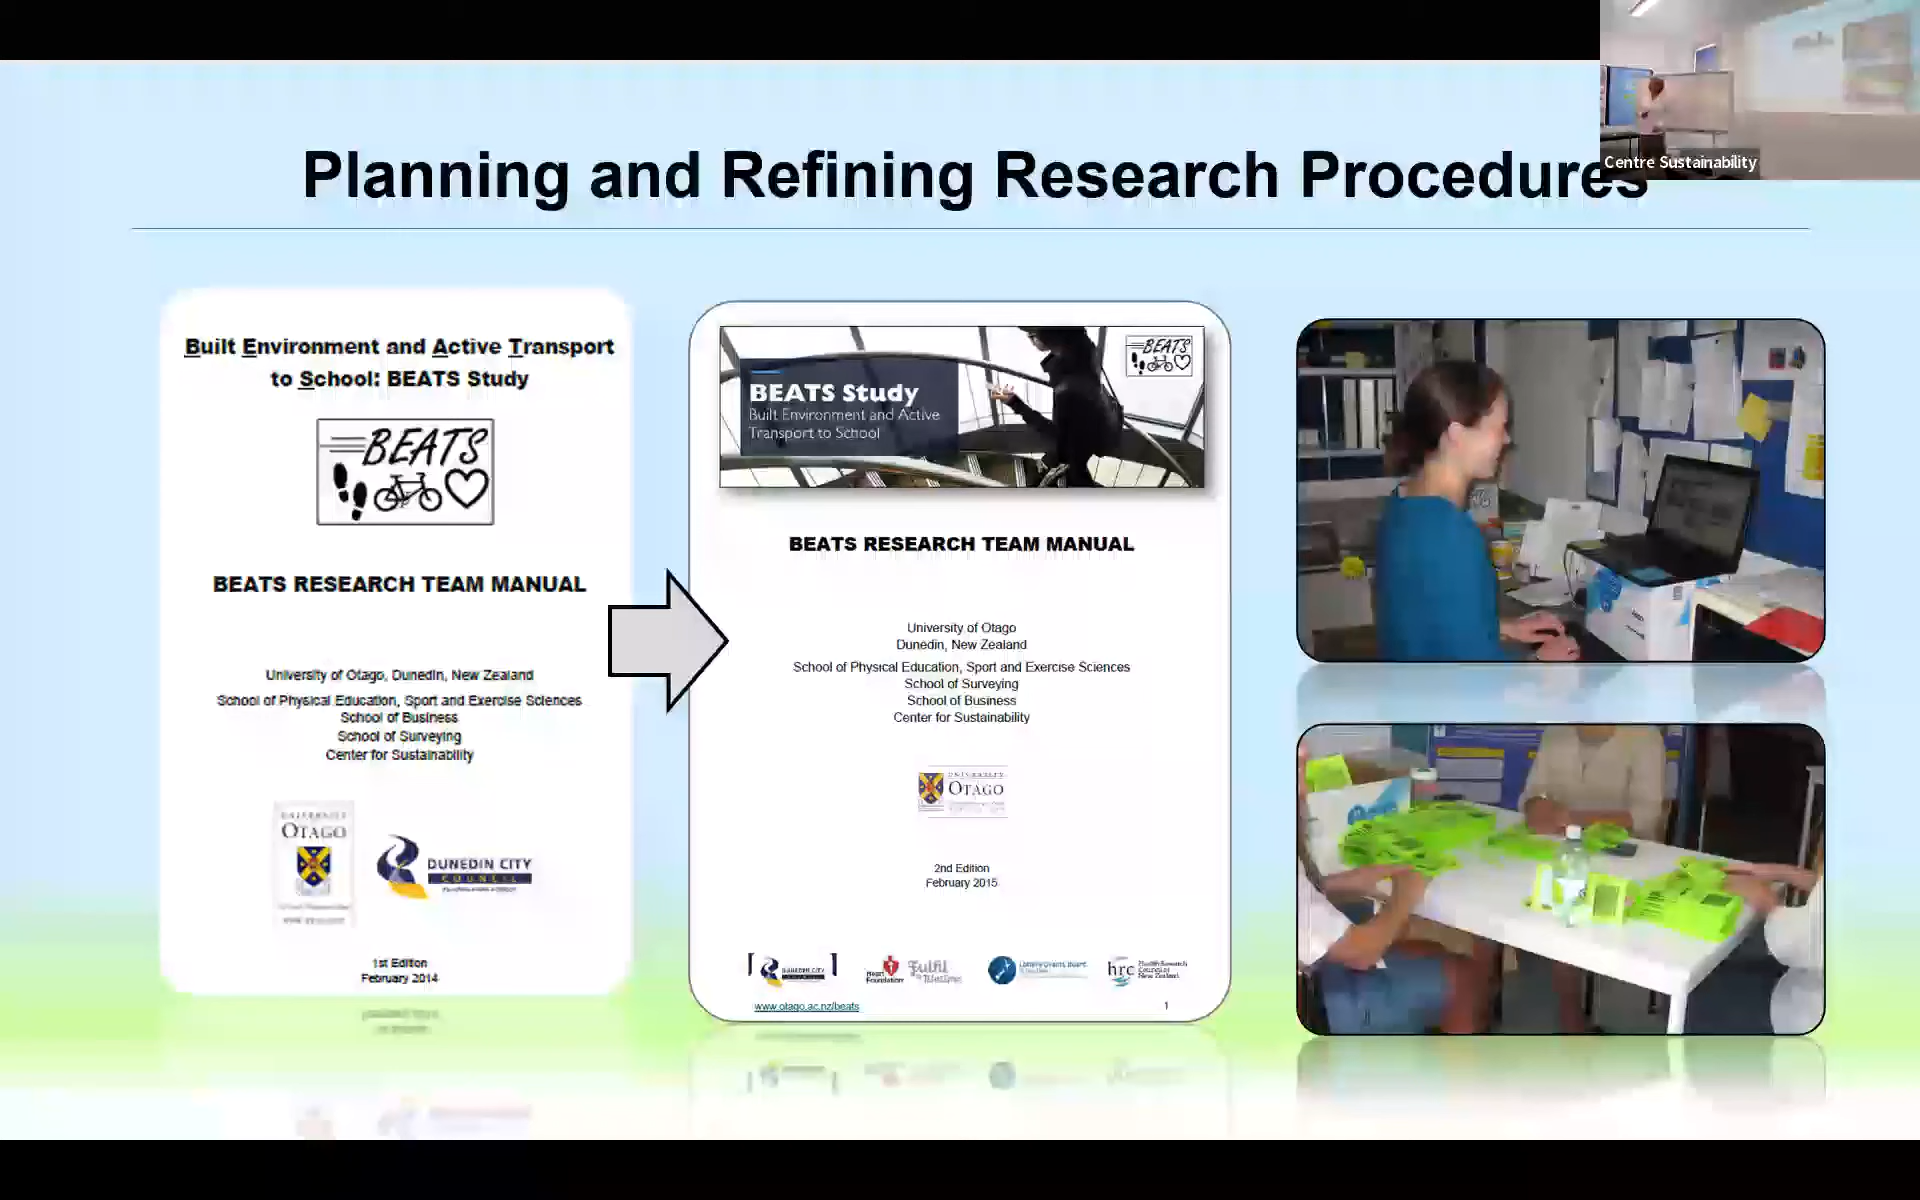 Centre Sustainability
Planning and Refining Research Procedures
Built Environment and Active Transport
to School: BEATS Study
BEATS
BEATS RESEARCH TEAM MANUAL
University of Otago, Dunedin, New Zealand
School of Physical Education, Sport and Exercise Sciences
School of Business
School of Surveying
Center for Sustainability
UNIVERSITY
OTAGO
DUNEDIN CITY
COUNCIL
1st Edition
February 2014
BEATS
BEATS Study
Built Environment and Active
Transport to School
BEATS RESEARCH TEAM MANUAL
University of Otago
Dunedin, New Zealand
School of Physical Education, Sport and Exercise Sciences
School of Surveying
School of Business
Center for Sustainability
UNIVERSITY
OTAGO
2nd Edition
February 2015
DUNEDIN CITY
Heart
Foundation
Fulfil
Lottery Grants Board
hrc
Health Research
Council of
New Zealand
www.otago.ac.nz/beats
1